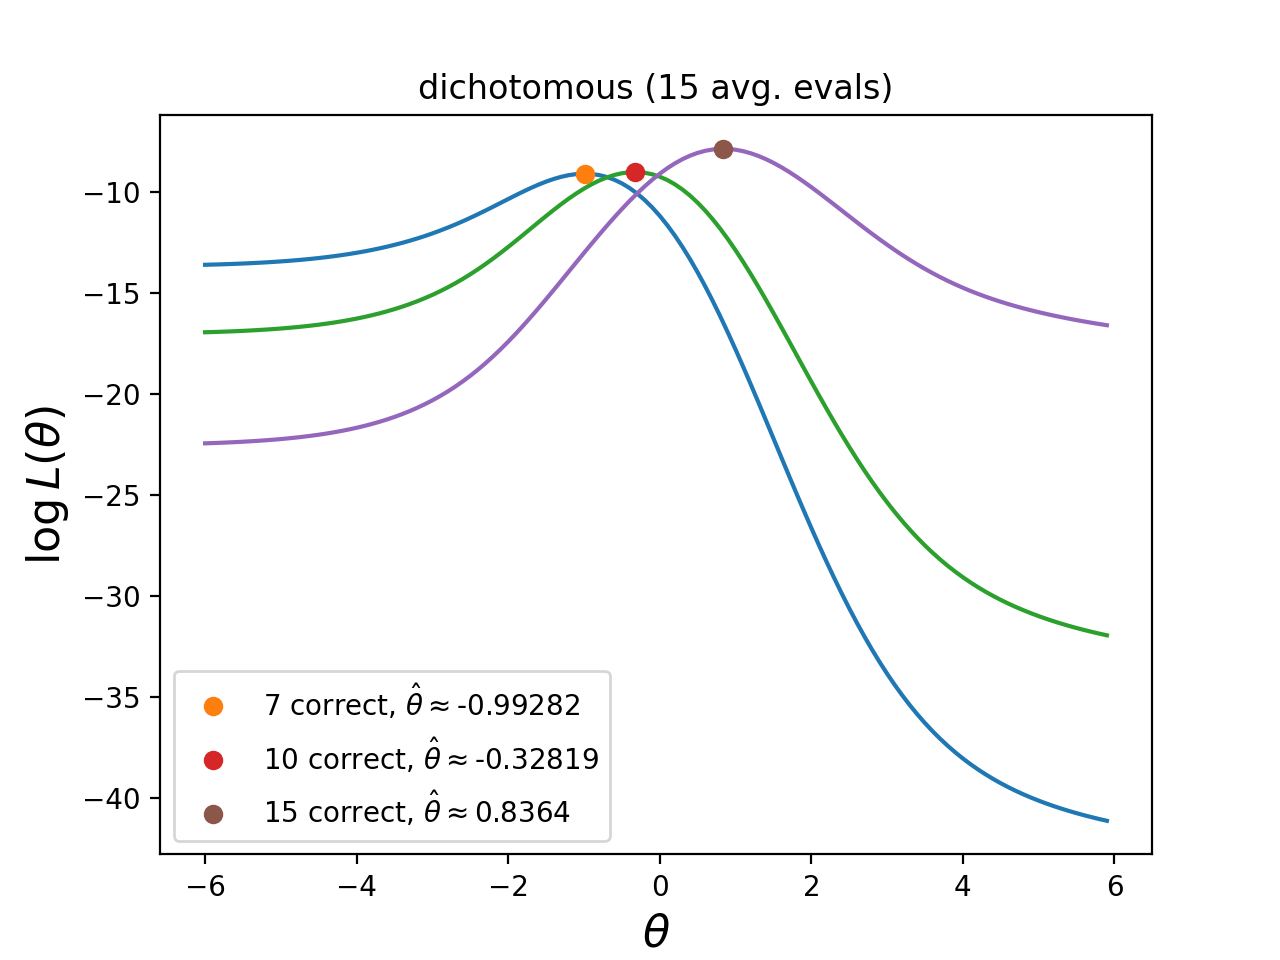 dichotomous (15 avg. evals)
log L(θ)
−10
−15
−20
−25
−30
−35
−40
7 correct, θ̂ ≈ -0.99282
10 correct, θ̂ ≈ -0.32819
15 correct, θ̂ ≈ 0.8364
−6 −4 −2 0 2 4 6
θ